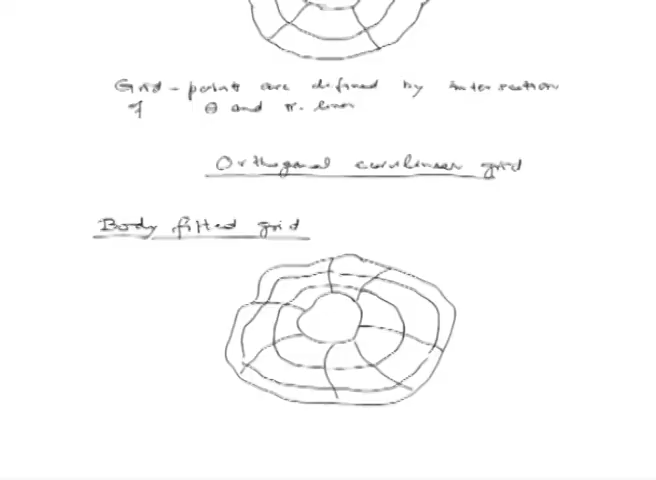 Grid-points are defined by intersection
of θ and r. lines
Orthogonal curvilinear grid
Body fitted grid